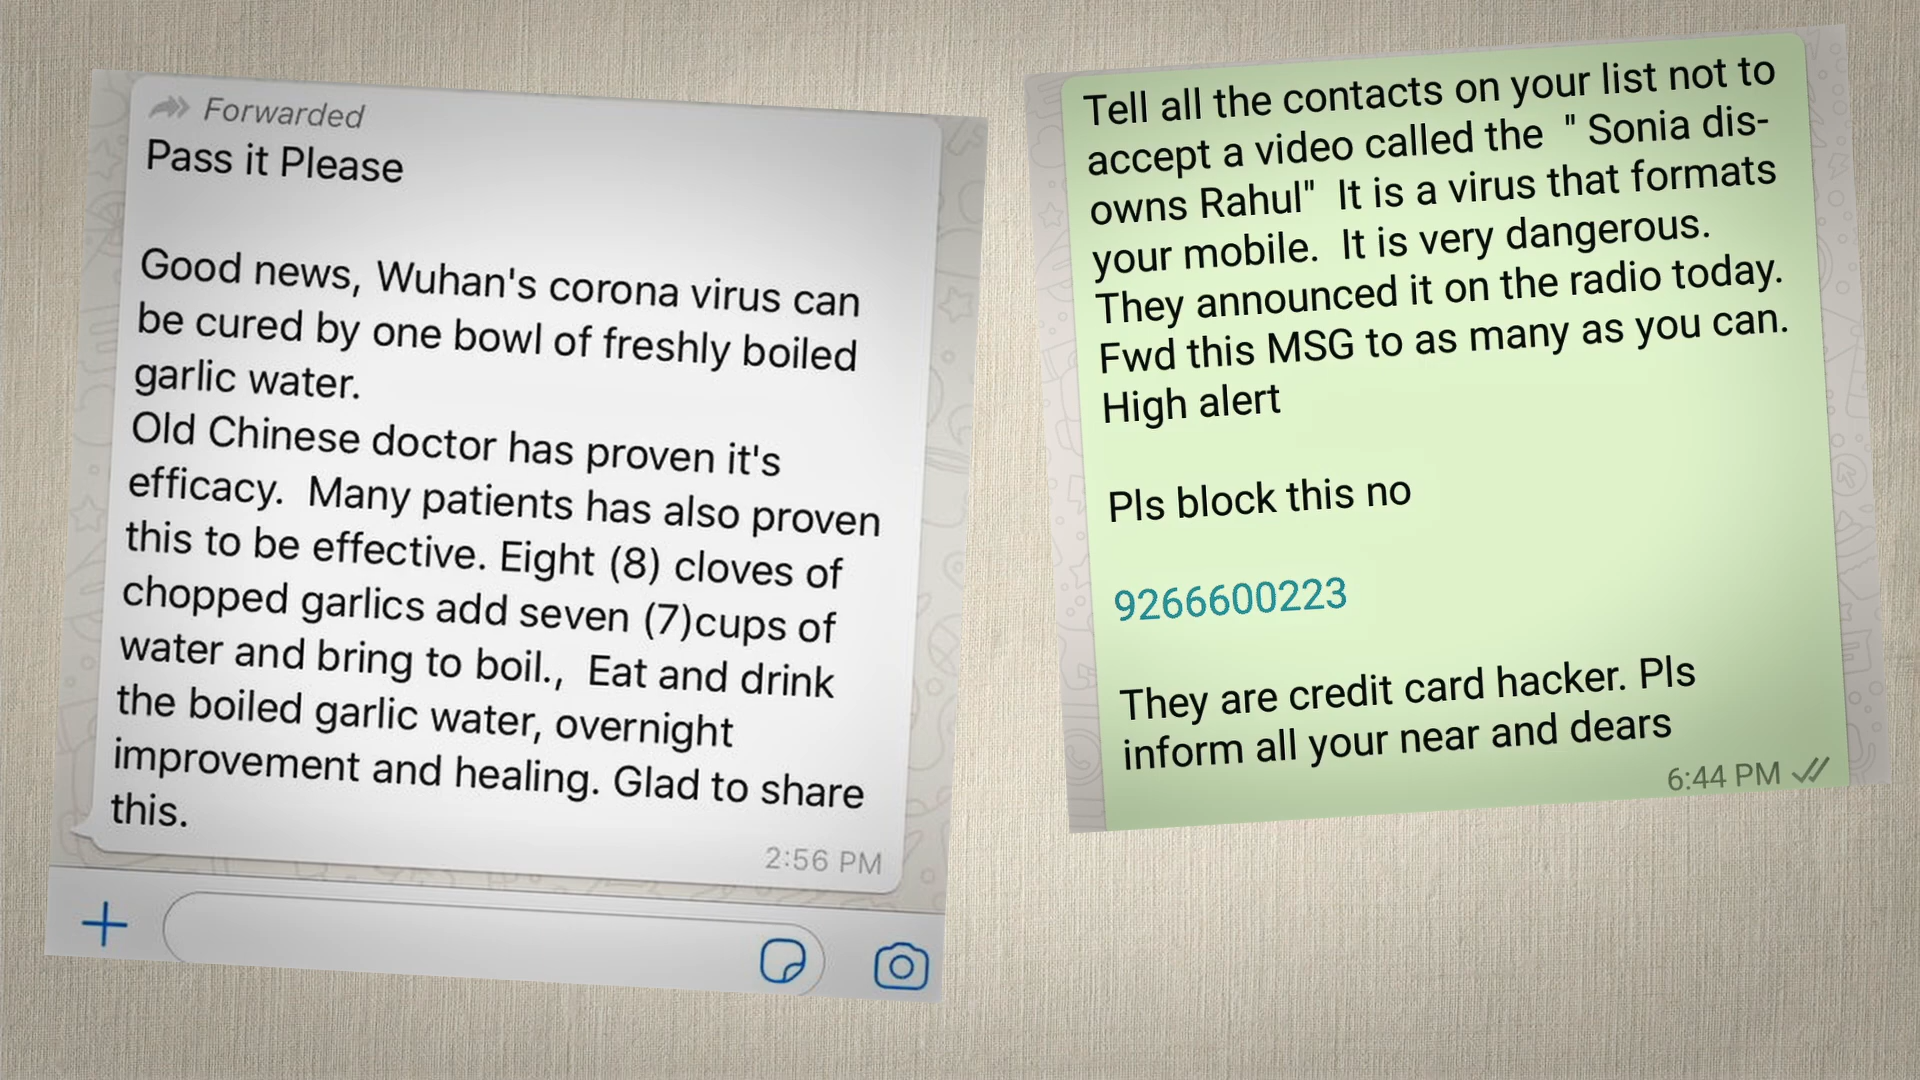 Forwarded
Pass it Please
Good news, Wuhan's corona virus can
be cured by one bowl of freshly boiled
garlic water.
Old Chinese doctor has proven it's
efficacy.  Many patients has also proven
this to be effective. Eight (8) cloves of
chopped garlics add seven (7)cups of
water and bring to boil.,  Eat and drink
the boiled garlic water, overnight
improvement and healing. Glad to share
this.
2:56 PM
Tell all the contacts on your list not to
accept a video called the  " Sonia dis-
owns Rahul"  It is a virus that formats
your mobile.  It is very dangerous.
They announced it on the radio today.
Fwd this MSG to as many as you can.
High alert
Pls block this no
9266600223
They are credit card hacker. Pls
inform all your near and dears
6:44 PM